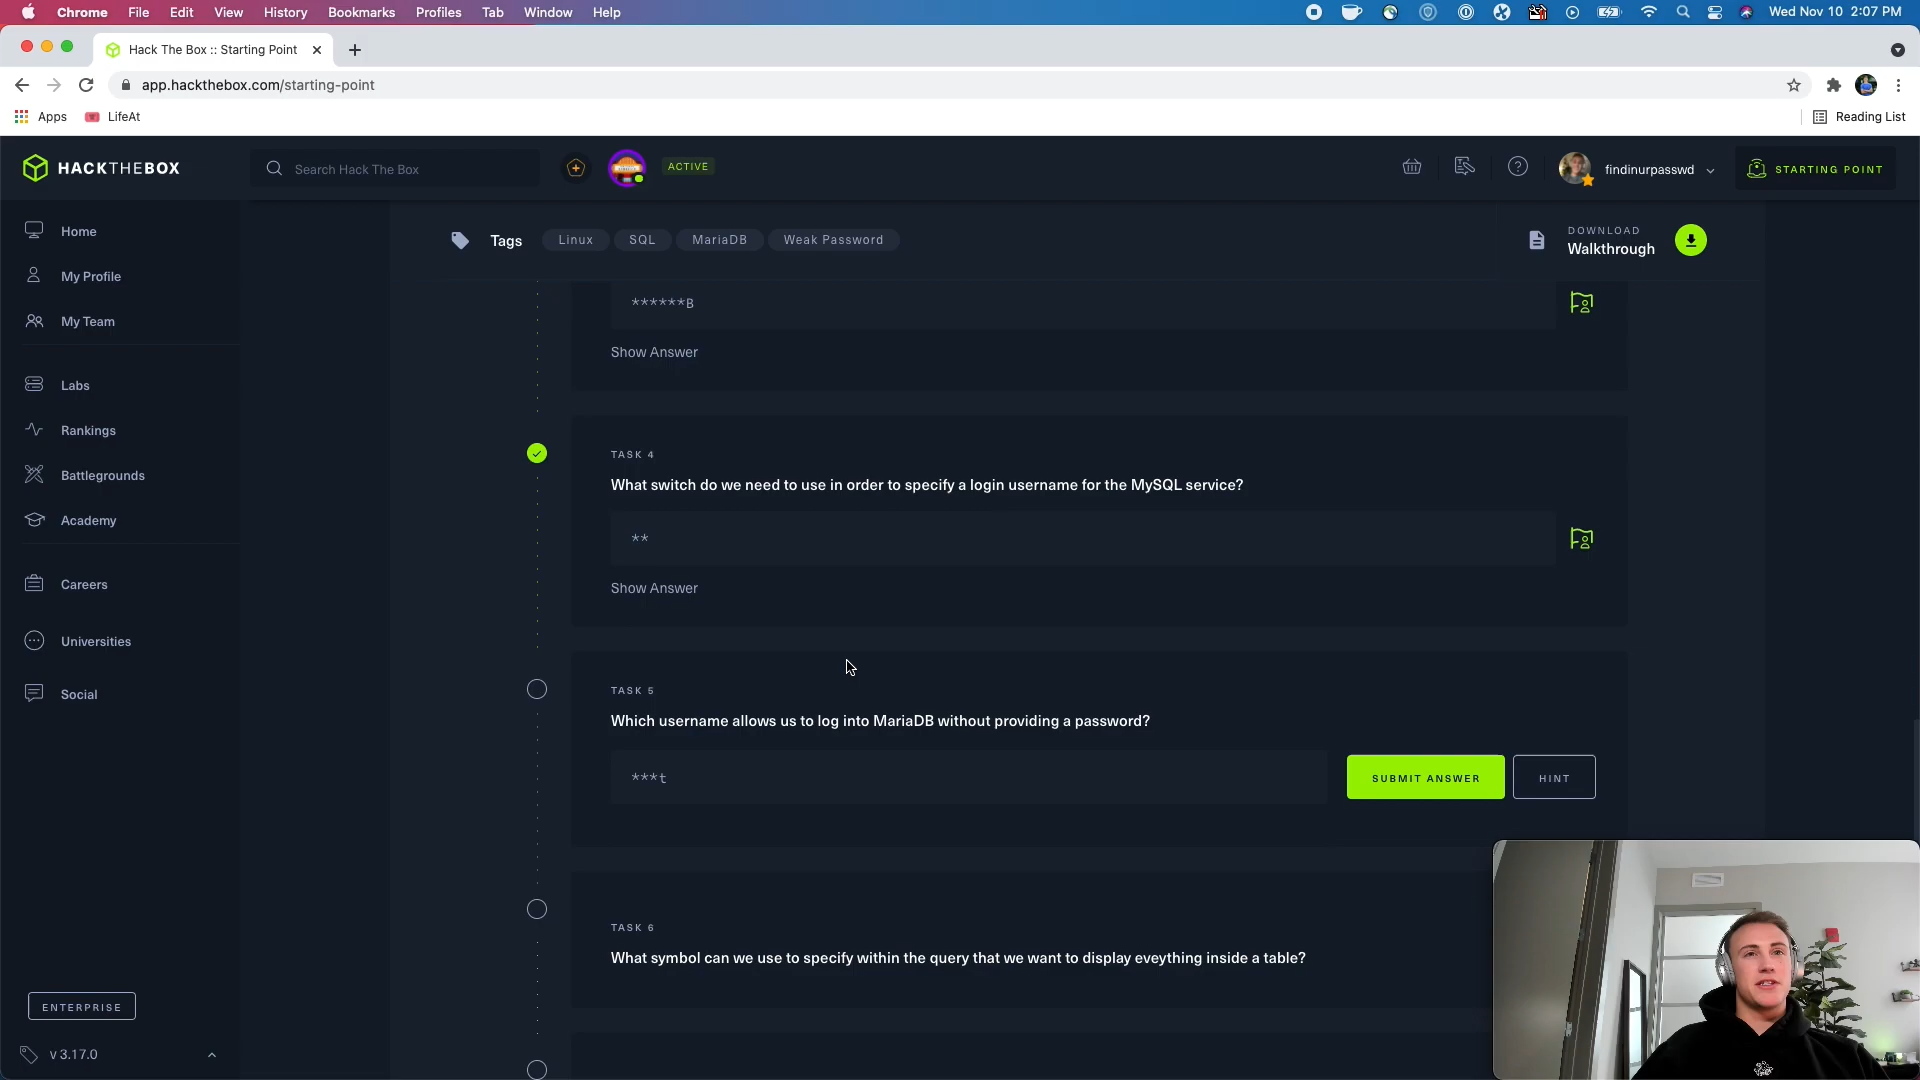 Chrome File Edit View History Bookmarks Profiles Tab Window Help Wed Nov 10 2:07 PM
Hack The Box :: Starting Point
app.hackthebox.com/starting-point
Apps LifeAt Reading List
HACKTHEBOX Search Hack The Box ACTIVE findinurpasswd STARTING POINT
Home
My Profile
My Team
Labs
Rankings
Battlegrounds
Academy
Careers
Universities
Social
ENTERPRISE
v 3.17.0
Tags Linux SQL MariaDB Weak Password DOWNLOAD
Walkthrough
******B
Show Answer
TASK 4
What switch do we need to use in order to specify a login username for the MySQL service?
**
Show Answer
TASK 5
Which username allows us to log into MariaDB without providing a password?
***t SUBMIT ANSWER HINT
TASK 6
What symbol can we use to specify within the query that we want to display eveything inside a table?